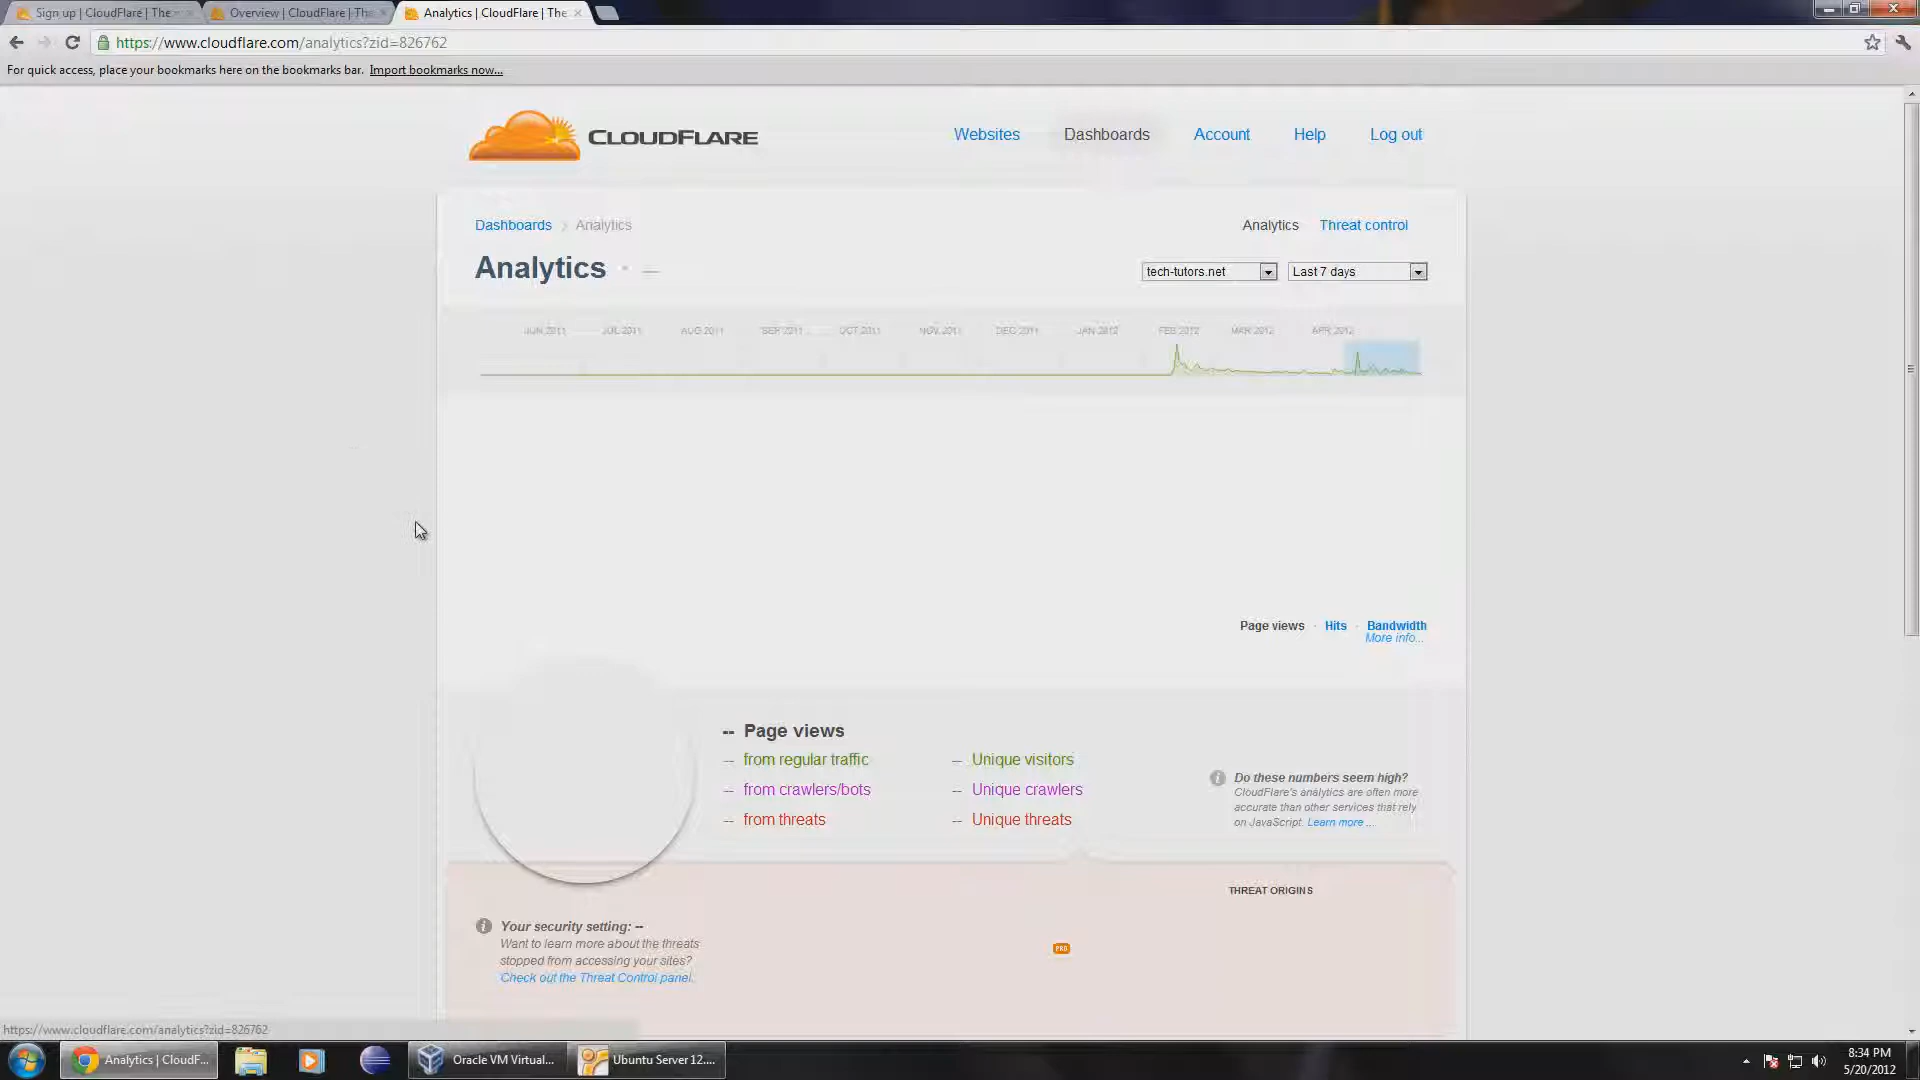 Sign up | CloudFlare | The
Overview | CloudFlare | The
Analytics | CloudFlare | The
https://www.cloudflare.com/analytics?zid=826762
For quick access, place your bookmarks here on the bookmarks bar. Import bookmarks now...
CLOUDFLARE
Websites
Dashboards
Account
Help
Log out
Dashboards
Analytics
Analytics
Threat control
Analytics
tech-tutors.net
Last 7 days
JUN 2011
JUL 2011
AUG 2011
SEP 2011
OCT 2011
NOV 2011
DEC 2011
JAN 2012
FEB 2012
MAR 2012
APR 2012
Page views · Hits · Bandwidth
More info...
-- Page views
-- from regular traffic
-- Unique visitors
-- from crawlers/bots
-- Unique crawlers
-- from threats
-- Unique threats
Do these numbers seem high?
CloudFlare's analytics are often more
accurate than other services that rely
on JavaScript. Learn more ...
THREAT ORIGINS
Your security setting: --
Want to learn more about the threats
stopped from accessing your sites?
Check out the Threat Control panel.
PRO
https://www.cloudflare.com/analytics?zid=826762
Analytics | CloudF...
Oracle VM Virtual...
Ubuntu Server 12....
8:34 PM
5/20/2012